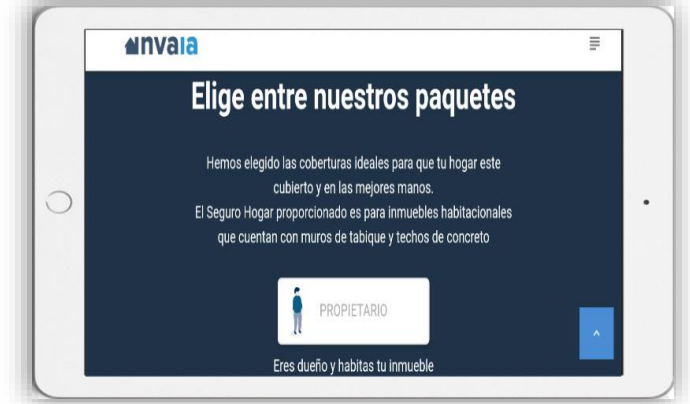 nvaia
Elige entre nuestros paquetes
Hemos elegido las coberturas ideales para que tu hogar este
cubierto y en las mejores manos.
El Seguro Hogar proporcionado es para inmuebles habitacionales
que cuentan con muros de tabique y techos de concreto
PROPIETARIO
Eres dueño y habitas tu inmueble